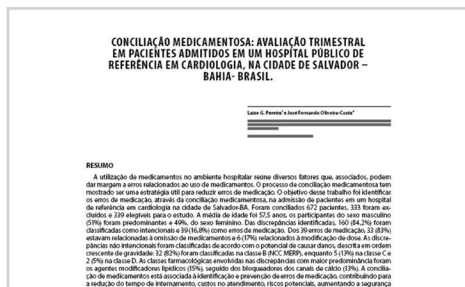 CONCILIAÇÃO MEDICAMENTOSA: AVALIAÇÃO TRIMESTRAL
EM PACIENTES ADMITIDOS EM UM HOSPITAL PÚBLICO DE
REFERÊNCIA EM CARDIOLOGIA, NA CIDADE DE SALVADOR –
BAHIA- BRASIL.
Laize G. Pereira¹ e José Fernando Oliveira-Costa²
RESUMO
A utilização de medicamentos no ambiente hospitalar reúne diversos fatores que, associados, podem
dar margem a erros relacionados ao uso de medicamentos. O processo de conciliação medicamentosa tem
mostrado ser uma estratégia útil para reduzir erros de medicação. O objetivo desse trabalho foi identificar
os erros de medicação, através da conciliação medicamentosa, na admissão de pacientes em um hospital
de referência em cardiologia na cidade de Salvador-BA. Foram conciliados 672 pacientes, 333 foram ex-
cluídos e 339 elegíveis para o estudo. A média de idade foi 57,5 anos, os participantes do sexo masculino
(51%) foram predominantes e 49%, do sexo feminino. Das discrepâncias identificadas, 160 (84,2%) foram
classificadas como intencionais e 39 (16,8%) como erros de medicação. Dos 39 erros de medicação, 33 (83%)
estavam relacionadas à omissão de medicamentos e 6 (17%) relacionados à modificação de dose. As discre-
pâncias não intencionais foram classificadas de acordo com o potencial de causar danos, descrita em ordem
crescente de gravidade: 32 (82%) foram classificadas na classe B (NCC MERP), enquanto 5 (13%) na classe C e
2 (5%) na classe D. As classes farmacológicas envolvidas nas discrepâncias com maior predominância foram
os agentes modificadores lipídicos (15%), seguido dos bloqueadores dos canais de cálcio (13%). A concilia-
ção de medicamentos está associada à identificação e prevenção de erros de medicação, contribuindo para
a redução do tempo de internamento, custos no atendimento, riscos potenciais, aumentando a segurança